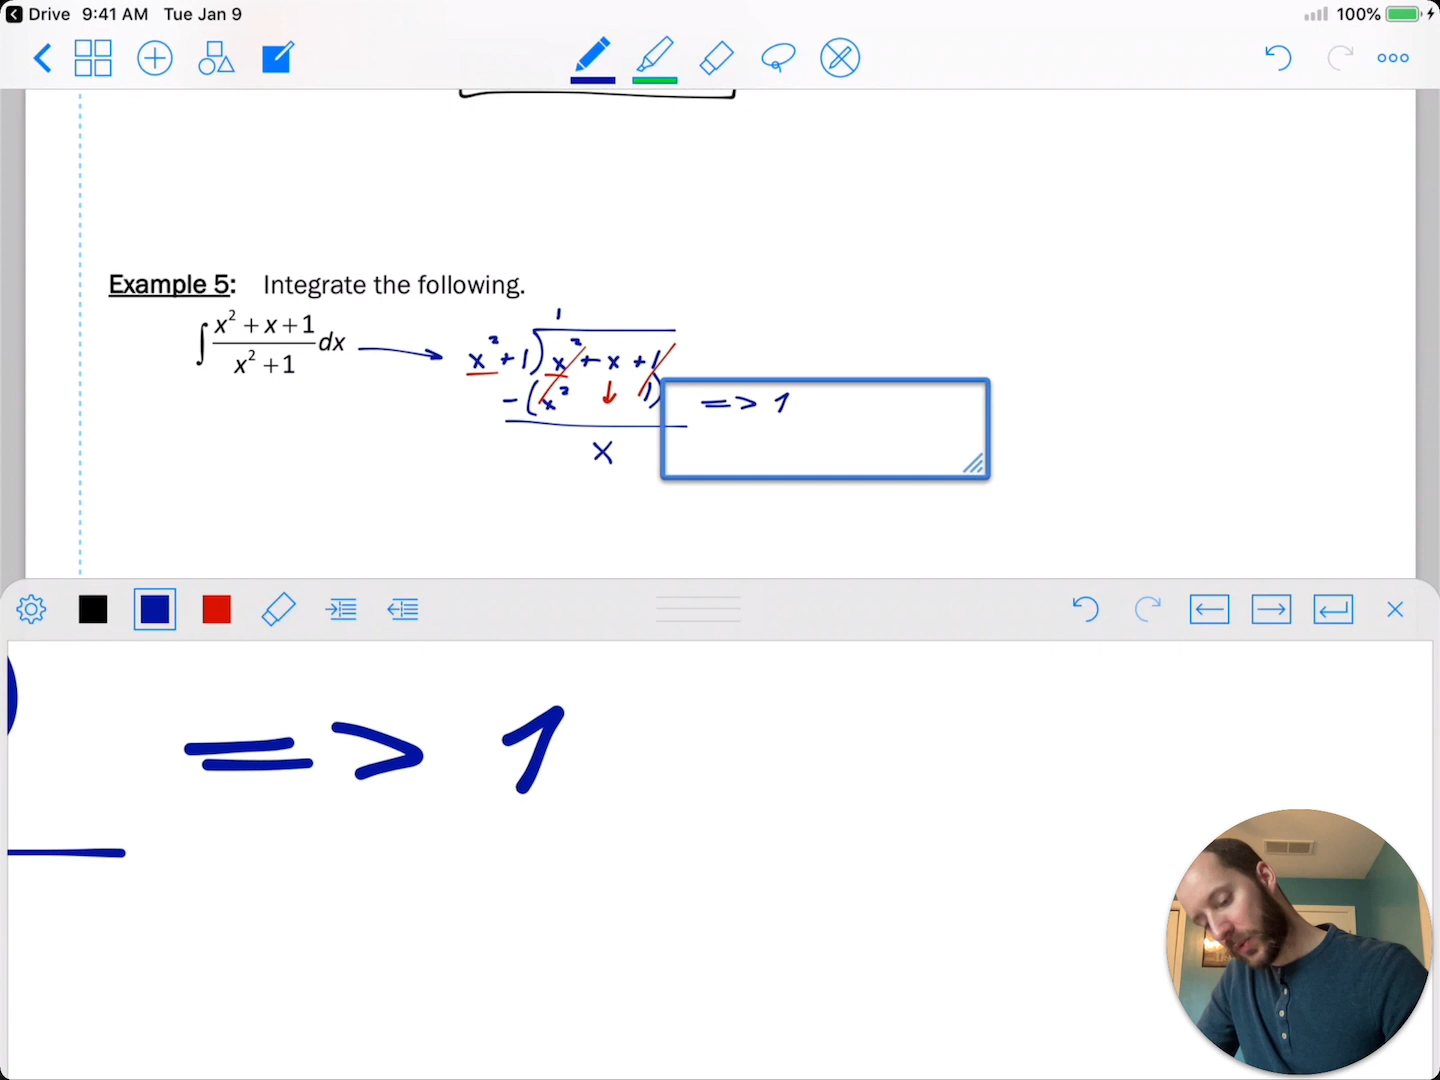 Drive 9:41 AM Tue Jan 9
100%
Example 5: Integrate the following.
∫ (x² + x + 1)/(x² + 1) dx
1
x² + 1 ) x² + x + 1
- ( x² ↓ 1 )
=> 1
x
=> 1